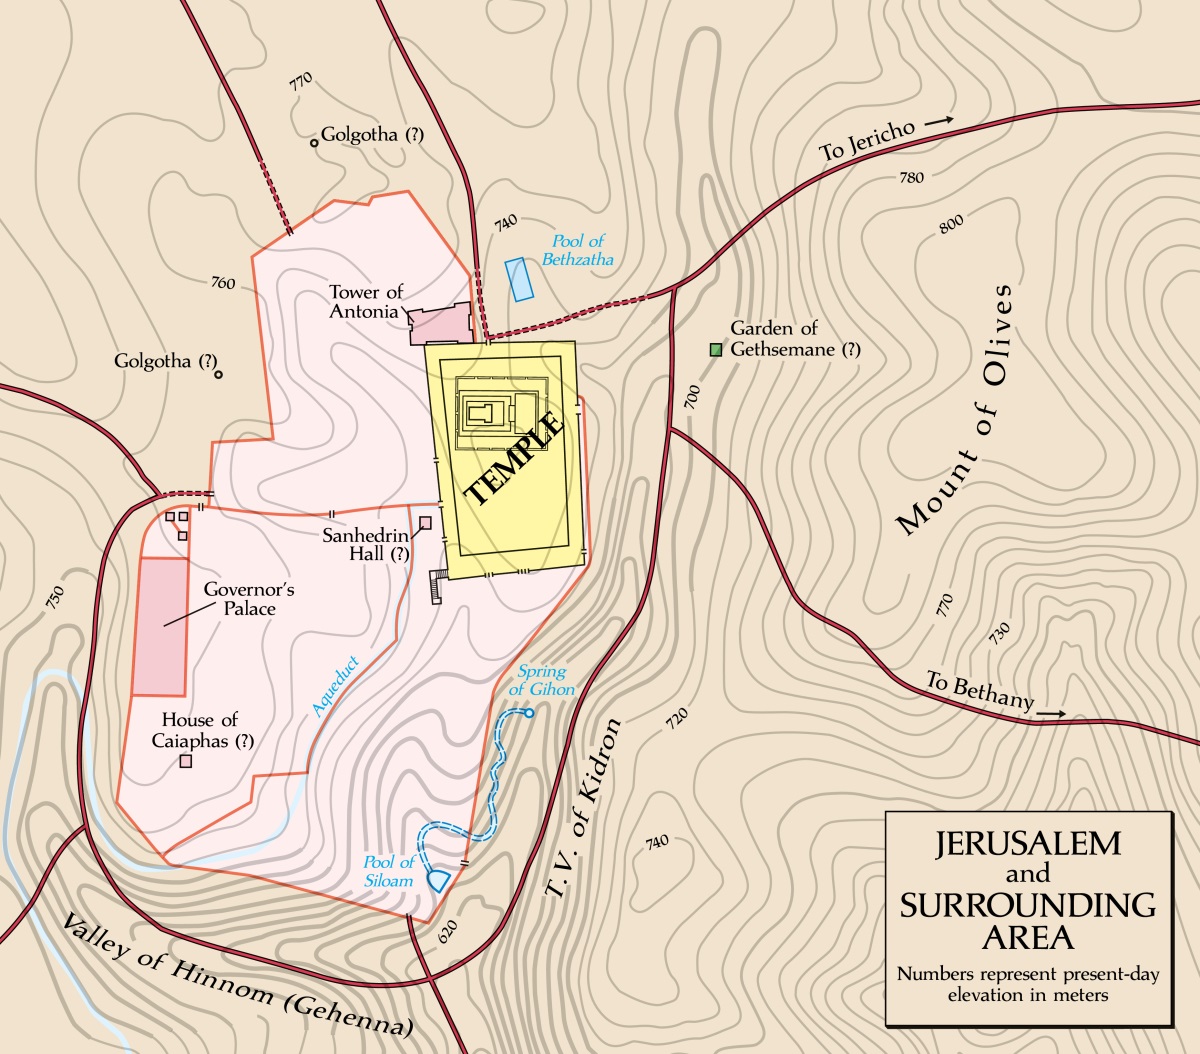 770
Golgotha (?)
To Jericho
780
740
800
Pool of
Bethzatha
760
Tower of
Antonia
Garden of
Gethsemane (?)
Golgotha (?)
700
Mount of Olives
TEMPLE
Sanhedrin
Hall (?)
750
Governor's
Palace
770
730
Aqueduct
Spring
of Gihon
To Bethany
720
House of
Caiaphas (?)
T.V. of Kidron
740
Pool of
Siloam
620
Valley of Hinnom (Gehenna)
JERUSALEM
and
SURROUNDING
AREA
Numbers represent present-day
elevation in meters